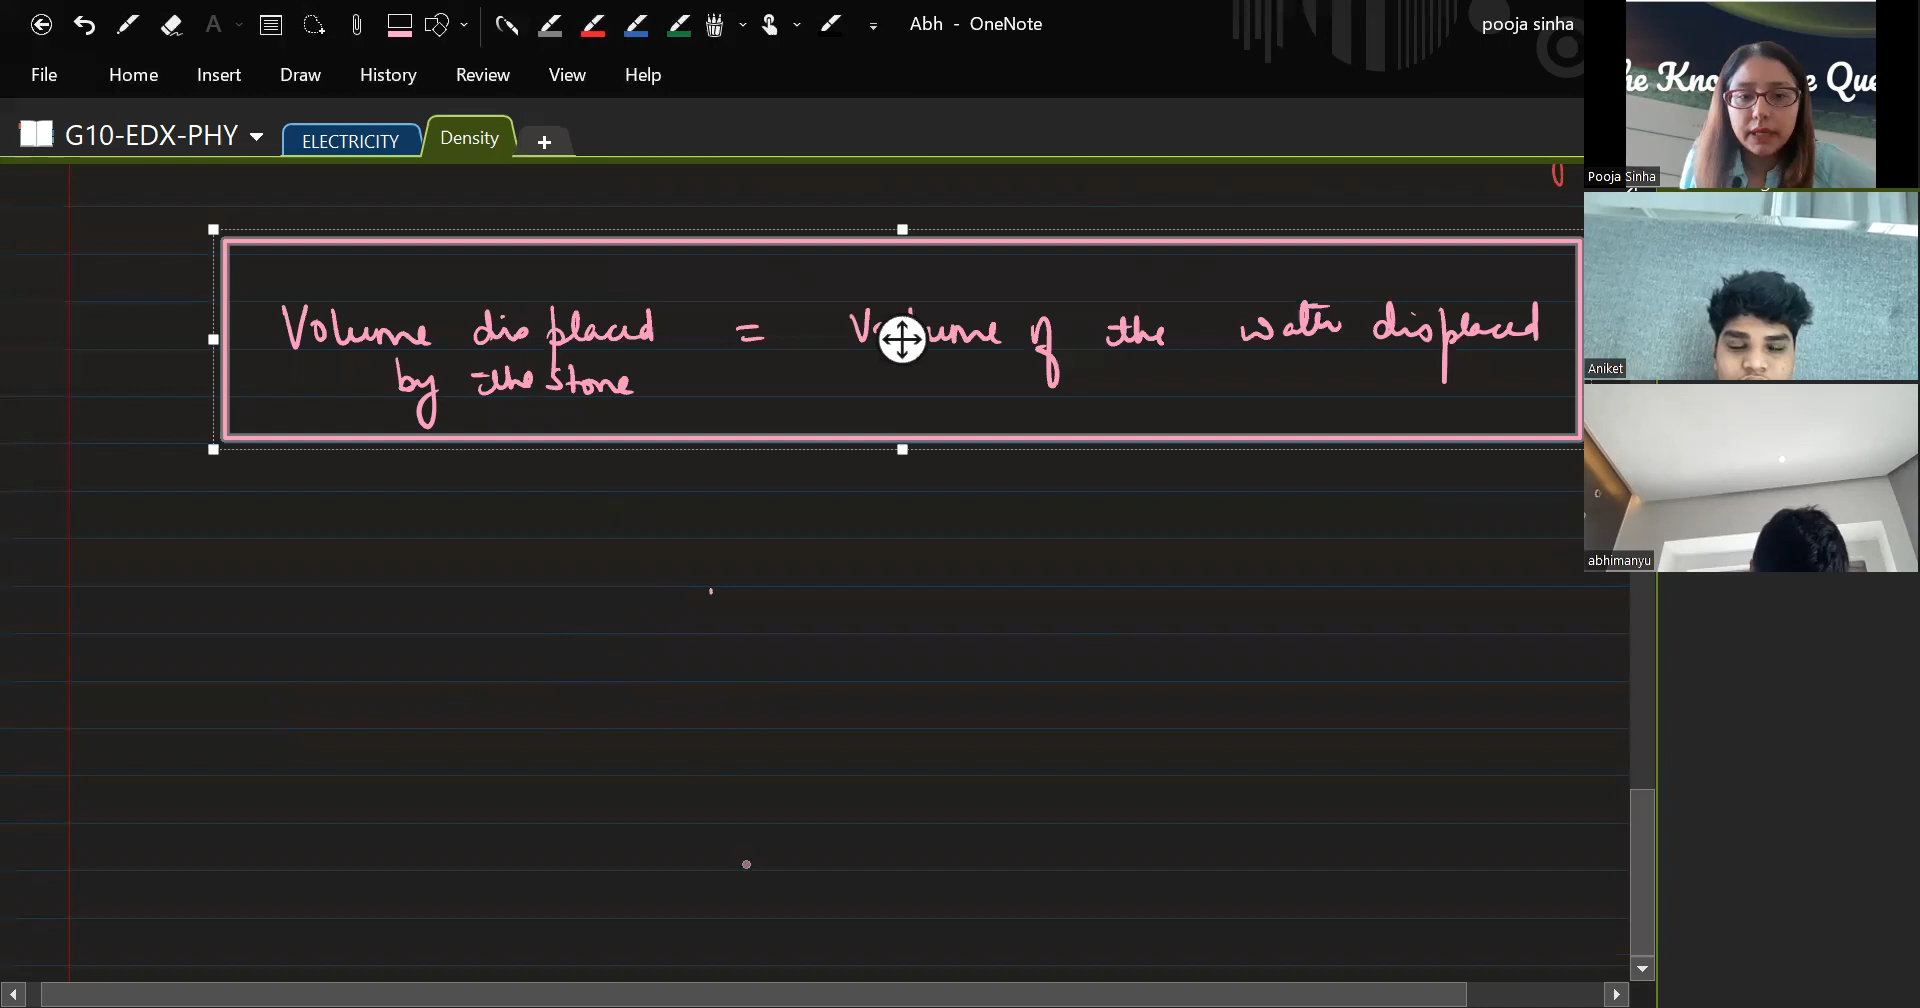 Abh - OneNote
pooja sinha
File Home Insert Draw History Review View Help
G10-EDX-PHY ELECTRICITY Density +
Pooja Sinha
Volume displaced = Volume of the water displaced
by the stone
Aniket
abhimanyu